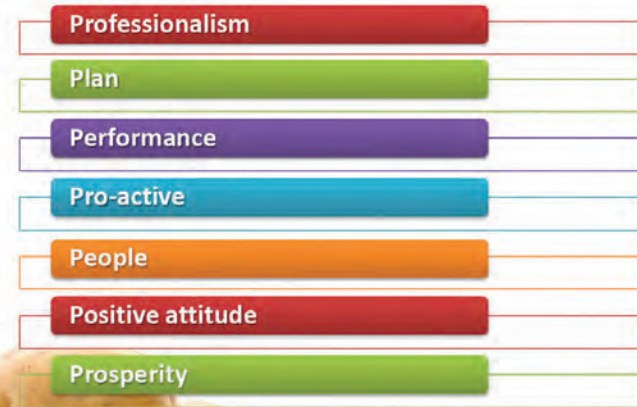 Professionalism
Plan
Performance
Pro-active
People
Positive attitude
Prosperity